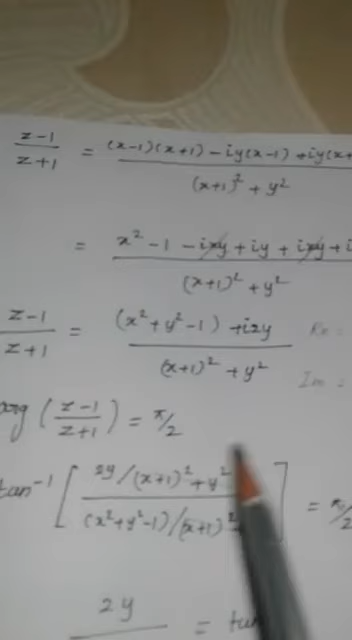 z-1/z+1 = (x-1)(x+1) - iy(x-1) + iy(x+ / (x+1)² + y²
= x² - 1 - ixy + iy + ixy + i / (x+1)² + y²
z-1/z+1 = (x² + y² - 1) + i2y / (x+1)² + y² Re =
Im =
arg (z-1/z+1) = π/2
tan⁻¹ [ 2y/(x+1)² + y² / (x²+y²-1)/(x+1)² ] = π/2
2y = tan